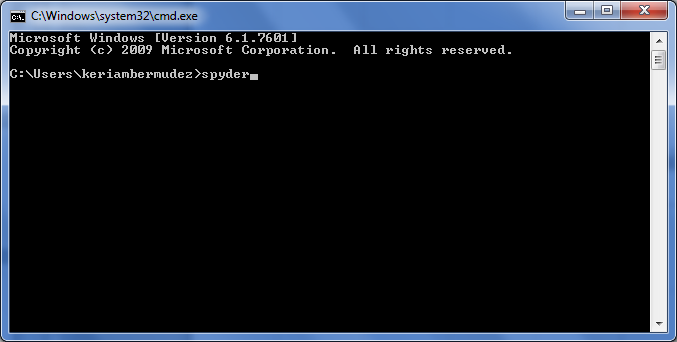 C:\Windows\system32\cmd.exe
Microsoft Windows [Version 6.1.7601]
Copyright (c) 2009 Microsoft Corporation.  All rights reserved.
C:\Users\keriambermudez>spyder